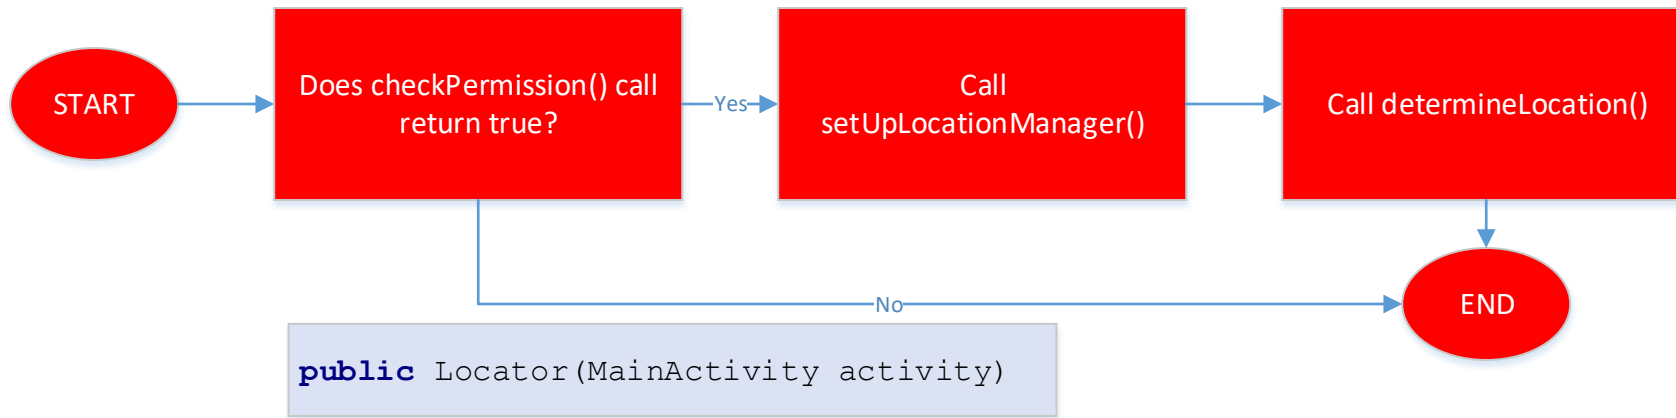 START
Does checkPermission() call
return true?
Yes
Call
setUpLocationManager()
Call determineLocation()
No
END
public Locator(MainActivity activity)